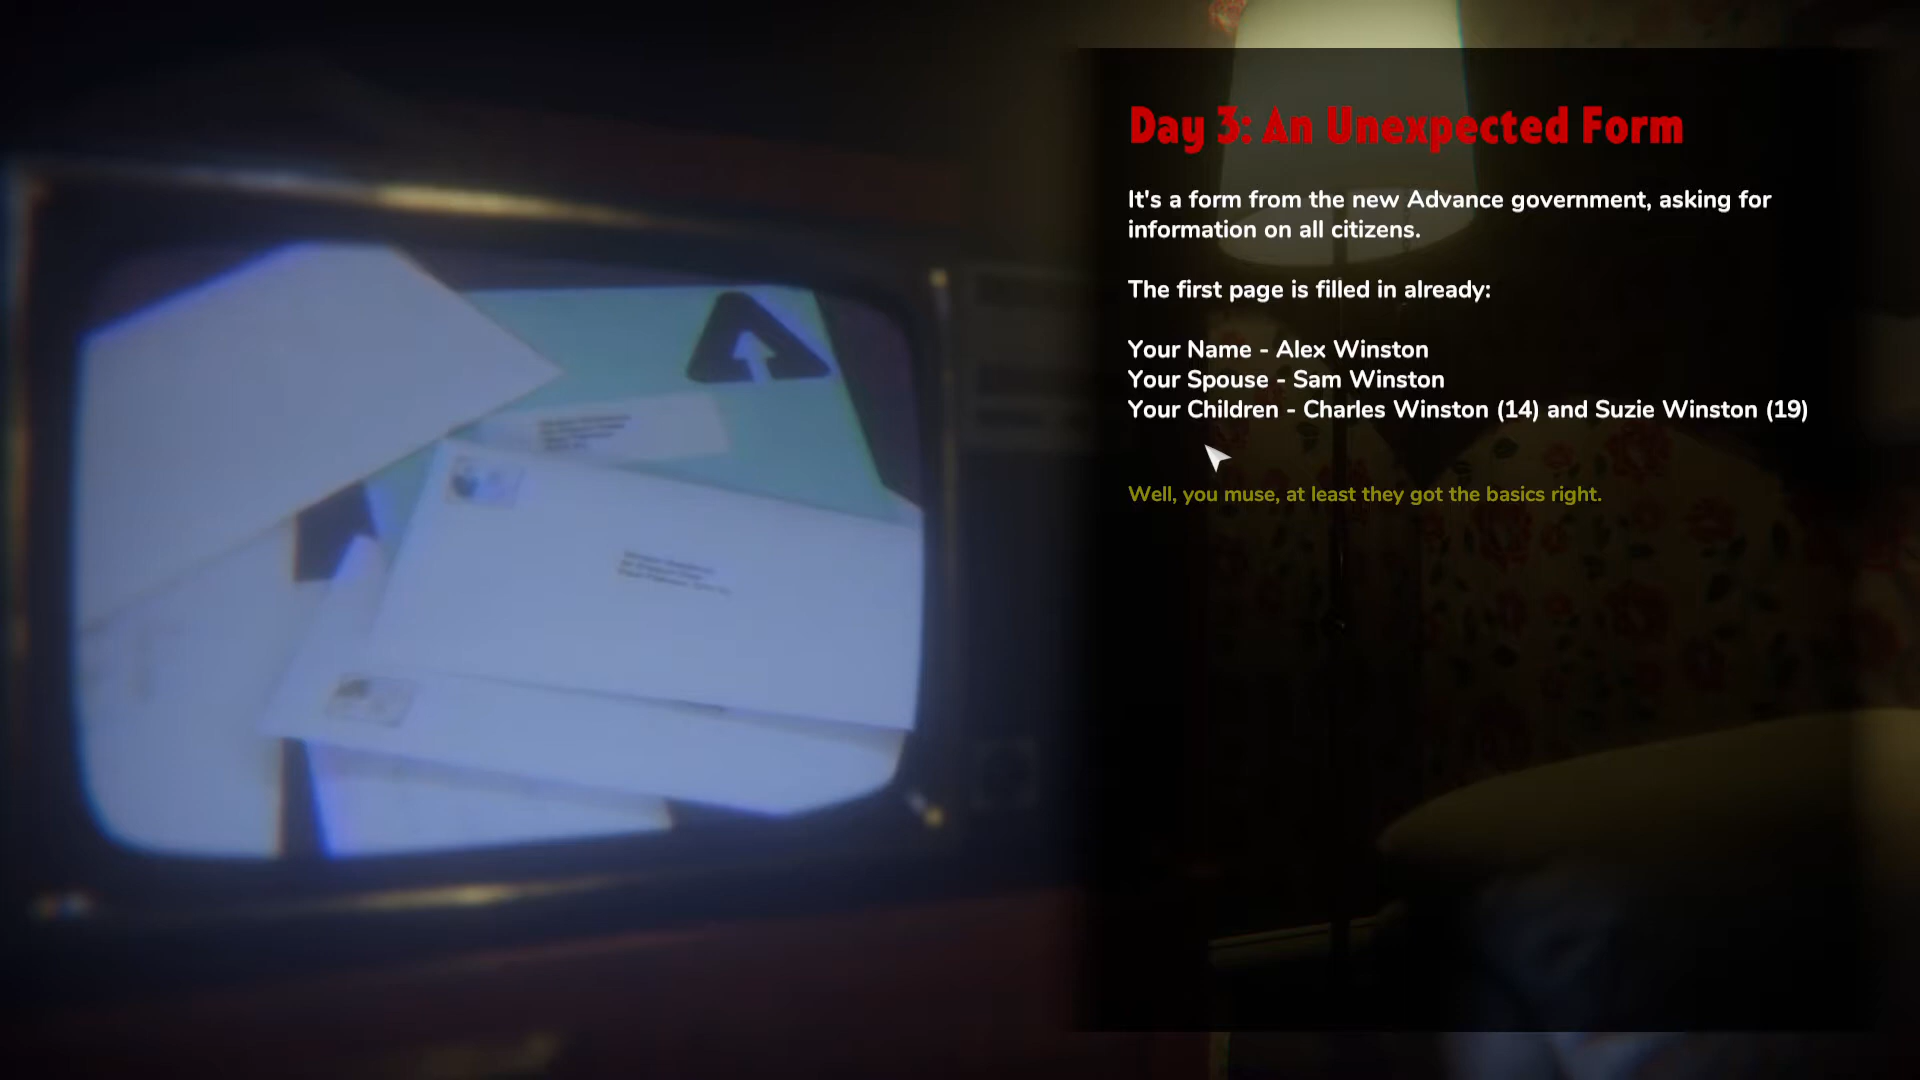 Day 3: An Unexpected Form
It's a form from the new Advance government, asking for
information on all citizens.
The first page is filled in already:
Your Name - Alex Winston
Your Spouse - Sam Winston
Your Children - Charles Winston (14) and Suzie Winston (19)
Well, you muse, at least they got the basics right.